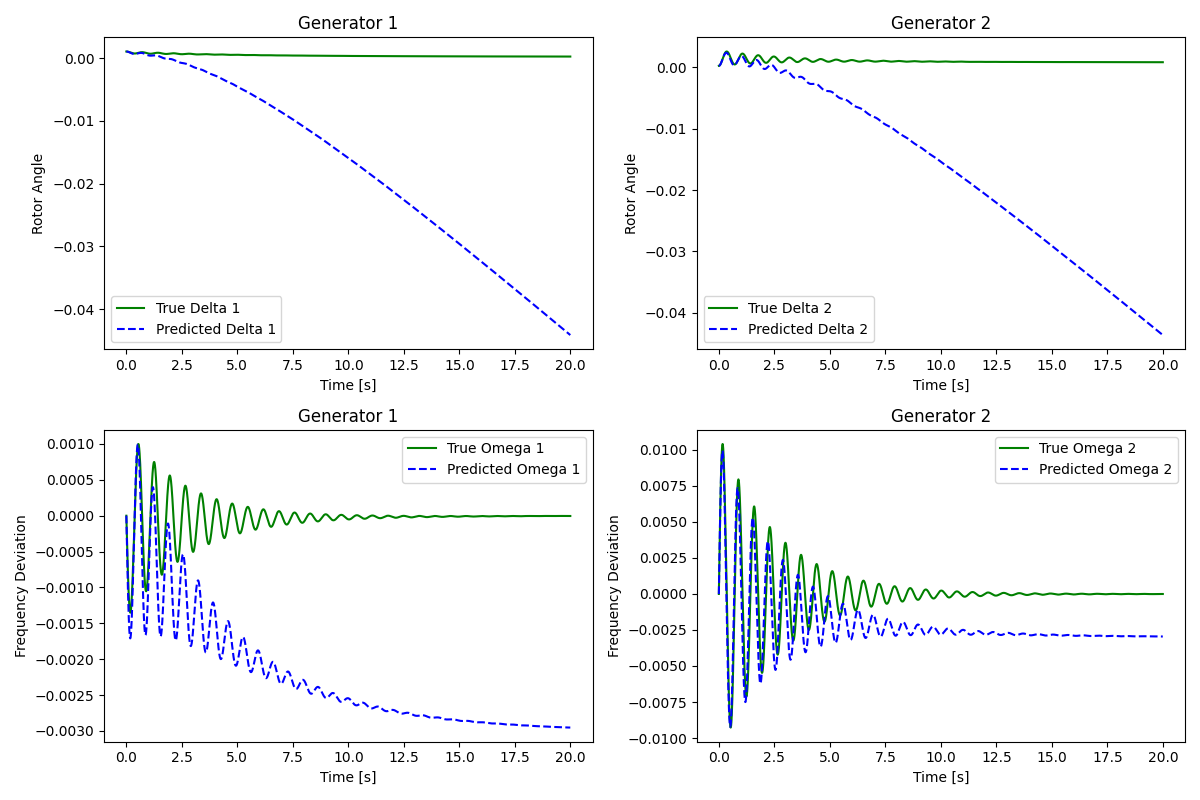 Generator 1
Rotor Angle
0.00
−0.01
−0.02
−0.03
−0.04
True Delta 1
Predicted Delta 1
0.0 2.5 5.0 7.5 10.0 12.5 15.0 17.5 20.0
Time [s]
Generator 2
Rotor Angle
0.00
−0.01
−0.02
−0.03
−0.04
True Delta 2
Predicted Delta 2
0.0 2.5 5.0 7.5 10.0 12.5 15.0 17.5 20.0
Time [s]
Generator 1
Frequency Deviation
0.0010
0.0005
0.0000
−0.0005
−0.0010
−0.0015
−0.0020
−0.0025
−0.0030
True Omega 1
Predicted Omega 1
0.0 2.5 5.0 7.5 10.0 12.5 15.0 17.5 20.0
Time [s]
Generator 2
Frequency Deviation
0.0100
0.0075
0.0050
0.0025
0.0000
−0.0025
−0.0050
−0.0075
−0.0100
True Omega 2
Predicted Omega 2
0.0 2.5 5.0 7.5 10.0 12.5 15.0 17.5 20.0
Time [s]